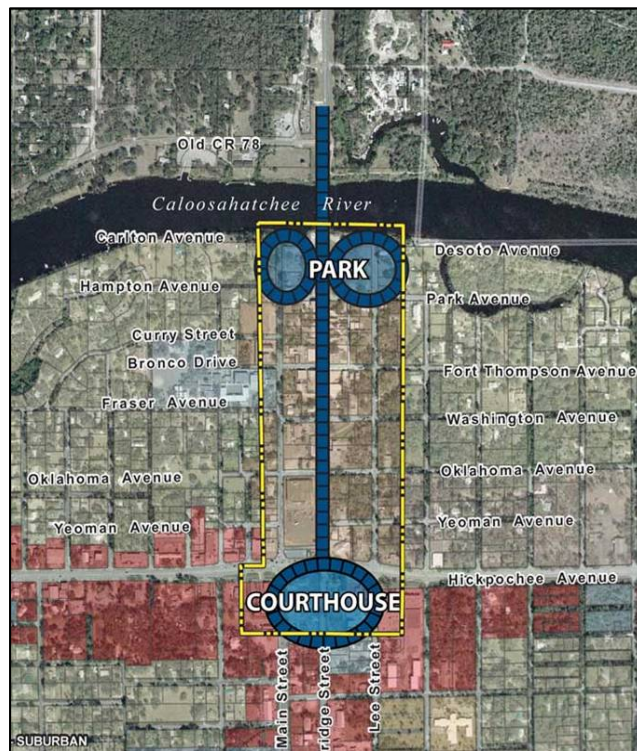 Old CR 78
Caloosahatchee River
Carlton Avenue
Desoto Avenue
PARK
Hampton Avenue
Park Avenue
Curry Street
Bronco Drive
Fort Thompson Avenue
Fraser Avenue
Washington Avenue
Oklahoma Avenue
Oklahoma Avenue
Yeoman Avenue
Yeoman Avenue
Hickpochee Avenue
COURTHOUSE
Main Street
ridge Street
Lee Street
SUBURBAN